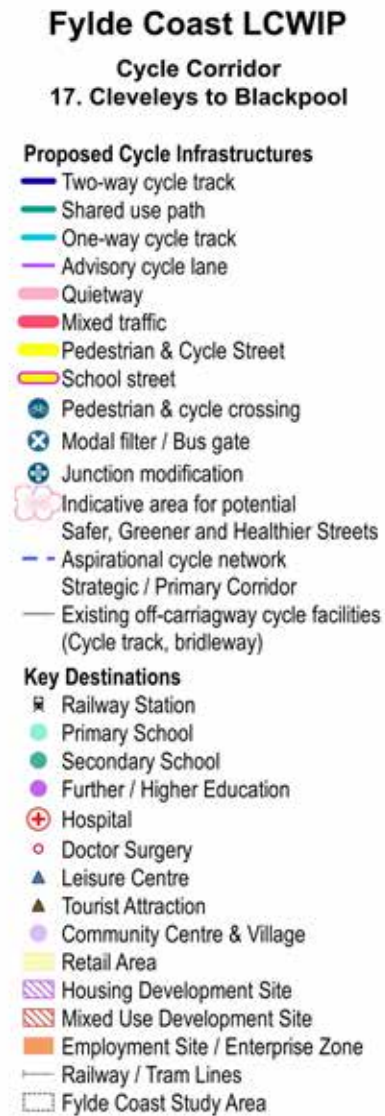 Fylde Coast LCWIP
Cycle Corridor
17. Cleveleys to Blackpool
Proposed Cycle Infrastructures
Two-way cycle track
Shared use path
One-way cycle track
Advisory cycle lane
Quietway
Mixed traffic
Pedestrian & Cycle Street
School street
Pedestrian & cycle crossing
Modal filter / Bus gate
Junction modification
Indicative area for potential
Safer, Greener and Healthier Streets
Aspirational cycle network
Strategic / Primary Corridor
Existing off-carriagway cycle facilities
(Cycle track, bridleway)
Key Destinations
Railway Station
Primary School
Secondary School
Further / Higher Education
Hospital
Doctor Surgery
Leisure Centre
Tourist Attraction
Community Centre & Village
Retail Area
Housing Development Site
Mixed Use Development Site
Employment Site / Enterprise Zone
Railway / Tram Lines
Fylde Coast Study Area